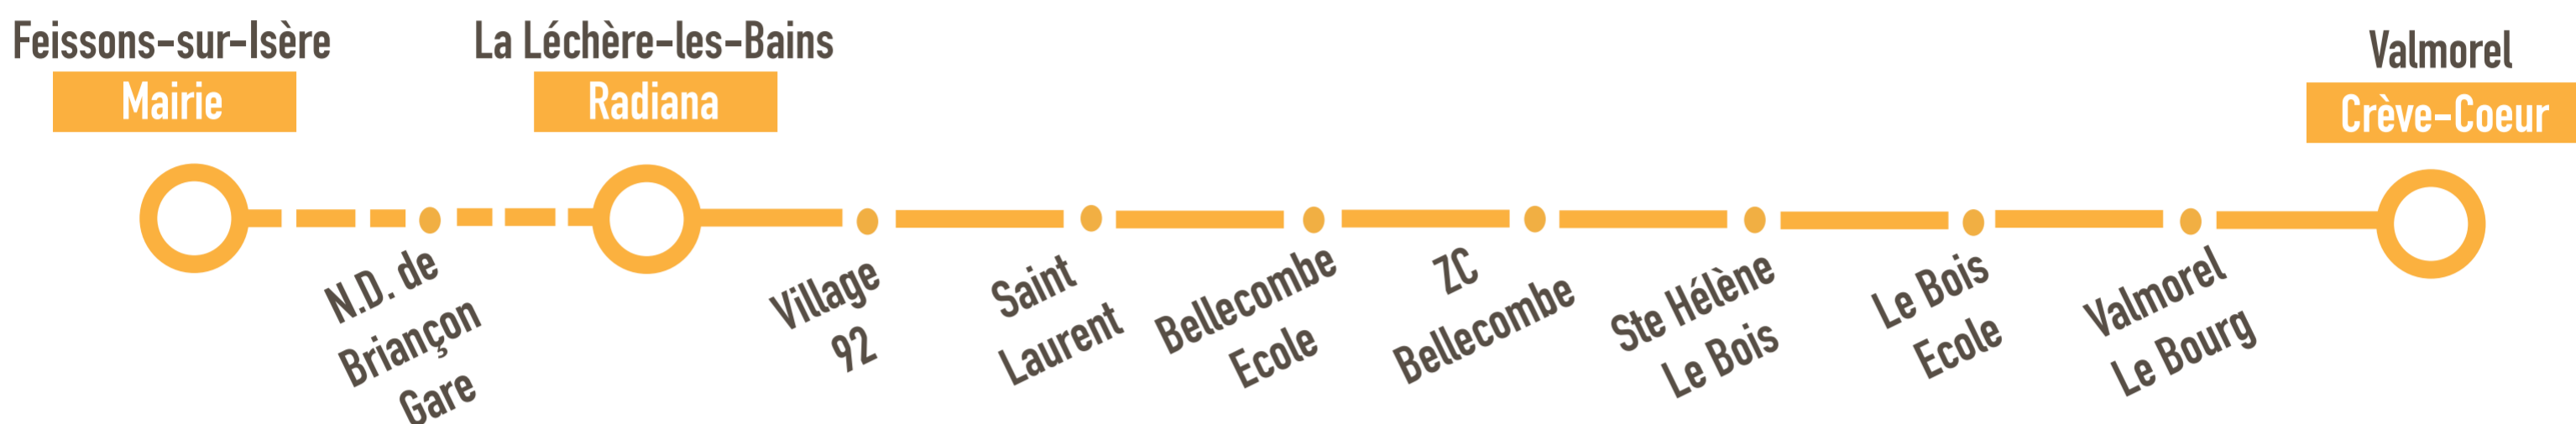 Feissons-sur-Isère
Mairie
La Léchère-les-Bains
Radiana
Valmorel
Crève-Coeur
N.D. de
Briançon
Gare
Village
92
Saint
Laurent
Bellecombe
Ecole
ZC
Bellecombe
Ste Hélène
Le Bois
Le Bois
Ecole
Valmorel
Le Bourg